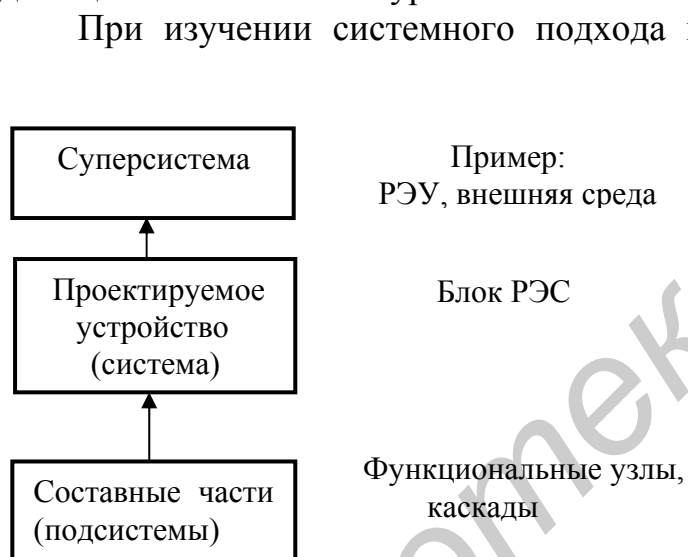 При изучении системного подхода
Суперсистема
Пример:
РЭУ, внешняя среда
Проектируемое
устройство
(система)
Блок РЭС
Составные части
(подсистемы)
Функциональные узлы,
каскады